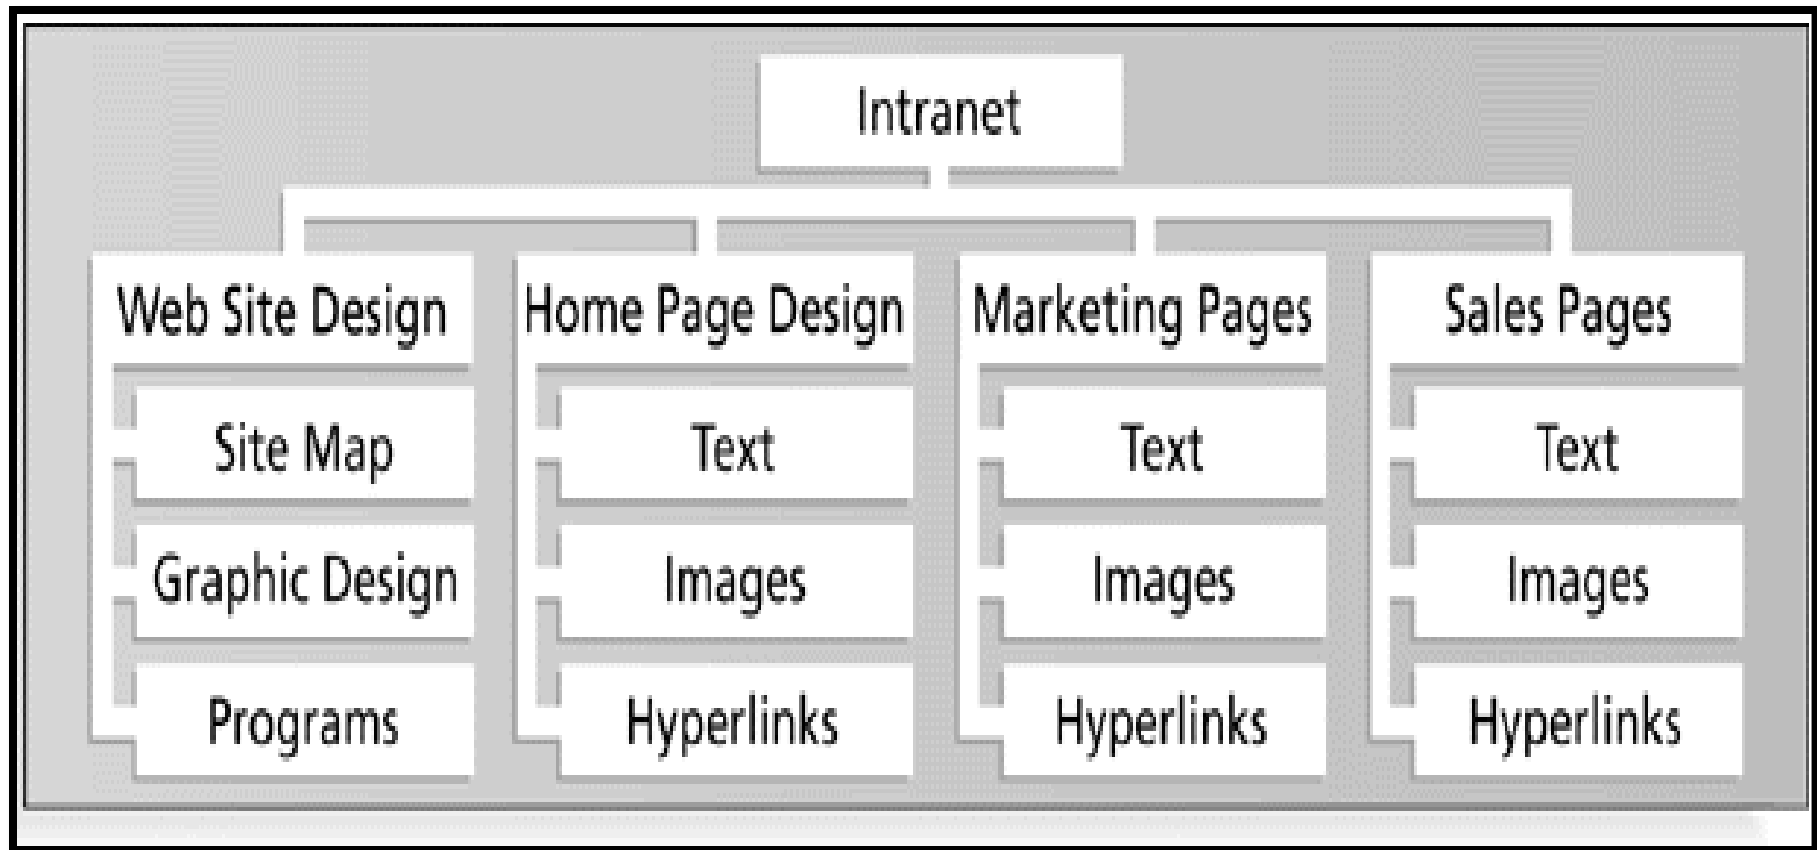 Intranet
Web Site Design
Home Page Design
Marketing Pages
Sales Pages
Site Map
Text
Text
Text
Graphic Design
Images
Images
Images
Programs
Hyperlinks
Hyperlinks
Hyperlinks